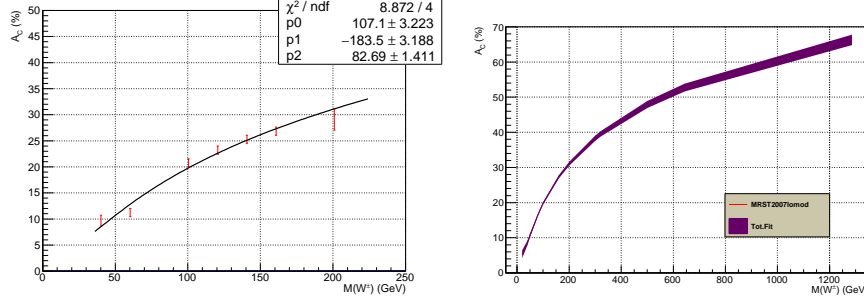 χ² / ndf 8.872 / 4
p0 107.1 ± 3.223
p1 −183.5 ± 3.188
p2 82.69 ± 1.411
A_C (%)
50
45
40
35
30
25
20
15
10
5
0
0 50 100 150 200 250
M(W±) (GeV)
A_C (%)
70
60
50
40
30
20
10
0
MRST2007lomod
Tot.Fit
0 200 400 600 800 1000 1200
M(W±) (GeV)